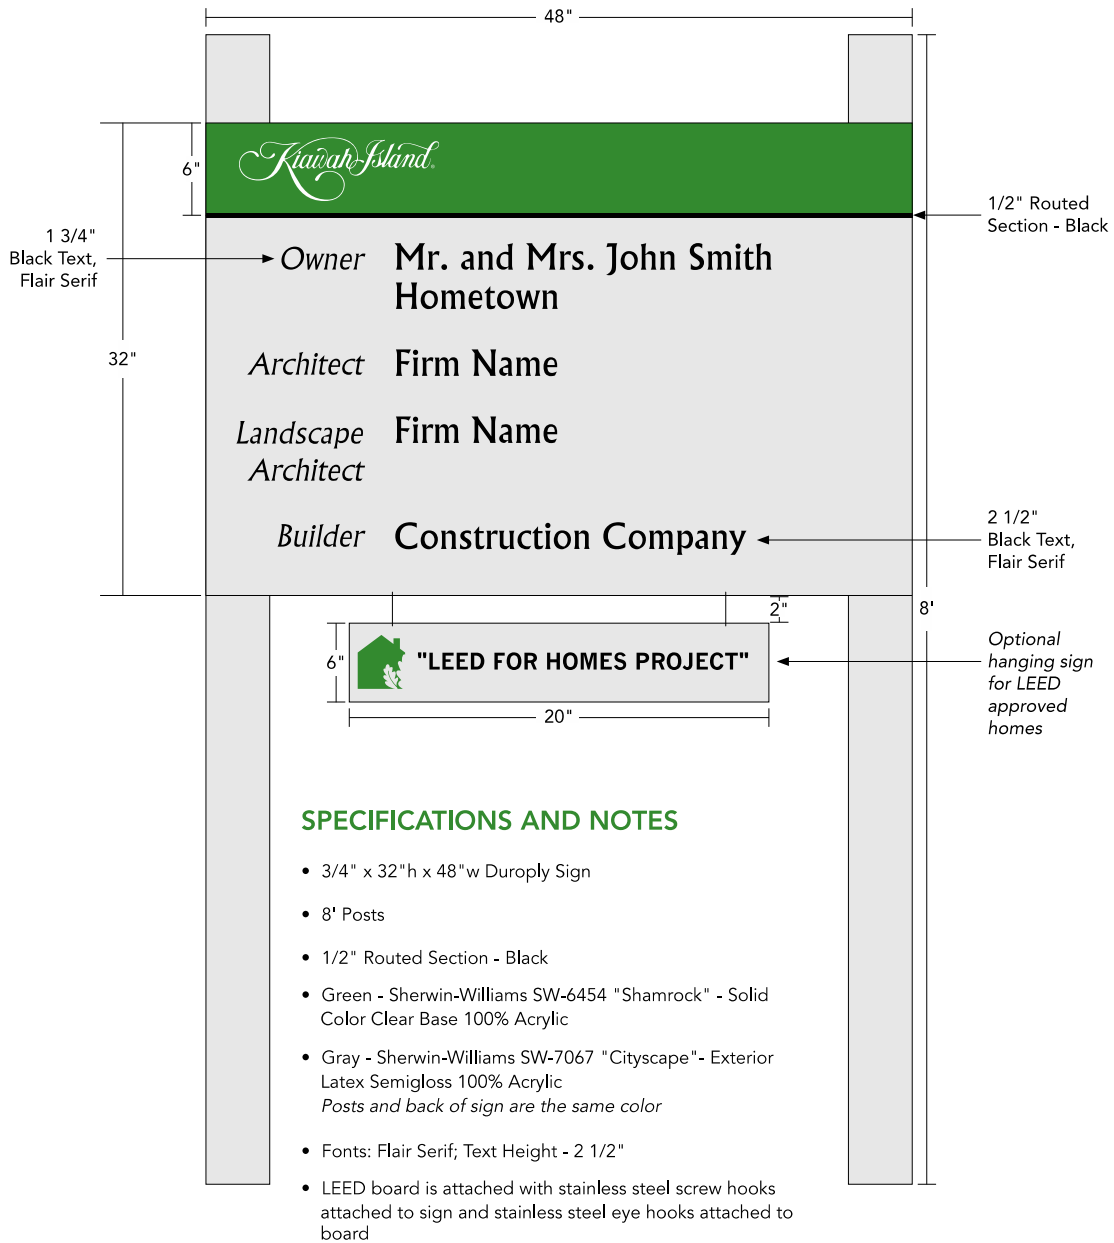 48"
Kiawah Island®
6"
1/2" Routed
Section - Black
1 3/4"
Black Text,
Flair Serif
Owner Mr. and Mrs. John Smith
Hometown
32"
Architect Firm Name
Landscape Firm Name
Architect
Builder Construction Company
2 1/2"
Black Text,
Flair Serif
2"
8'
6"
"LEED FOR HOMES PROJECT"
Optional
hanging sign
for LEED
approved
homes
20"
SPECIFICATIONS AND NOTES
• 3/4" x 32"h x 48"w Duroply Sign
• 8' Posts
• 1/2" Routed Section - Black
• Green - Sherwin-Williams SW-6454 "Shamrock" - Solid
Color Clear Base 100% Acrylic
• Gray - Sherwin-Williams SW-7067 "Cityscape"- Exterior
Latex Semigloss 100% Acrylic
Posts and back of sign are the same color
• Fonts: Flair Serif; Text Height - 2 1/2"
• LEED board is attached with stainless steel screw hooks
attached to sign and stainless steel eye hooks attached to
board